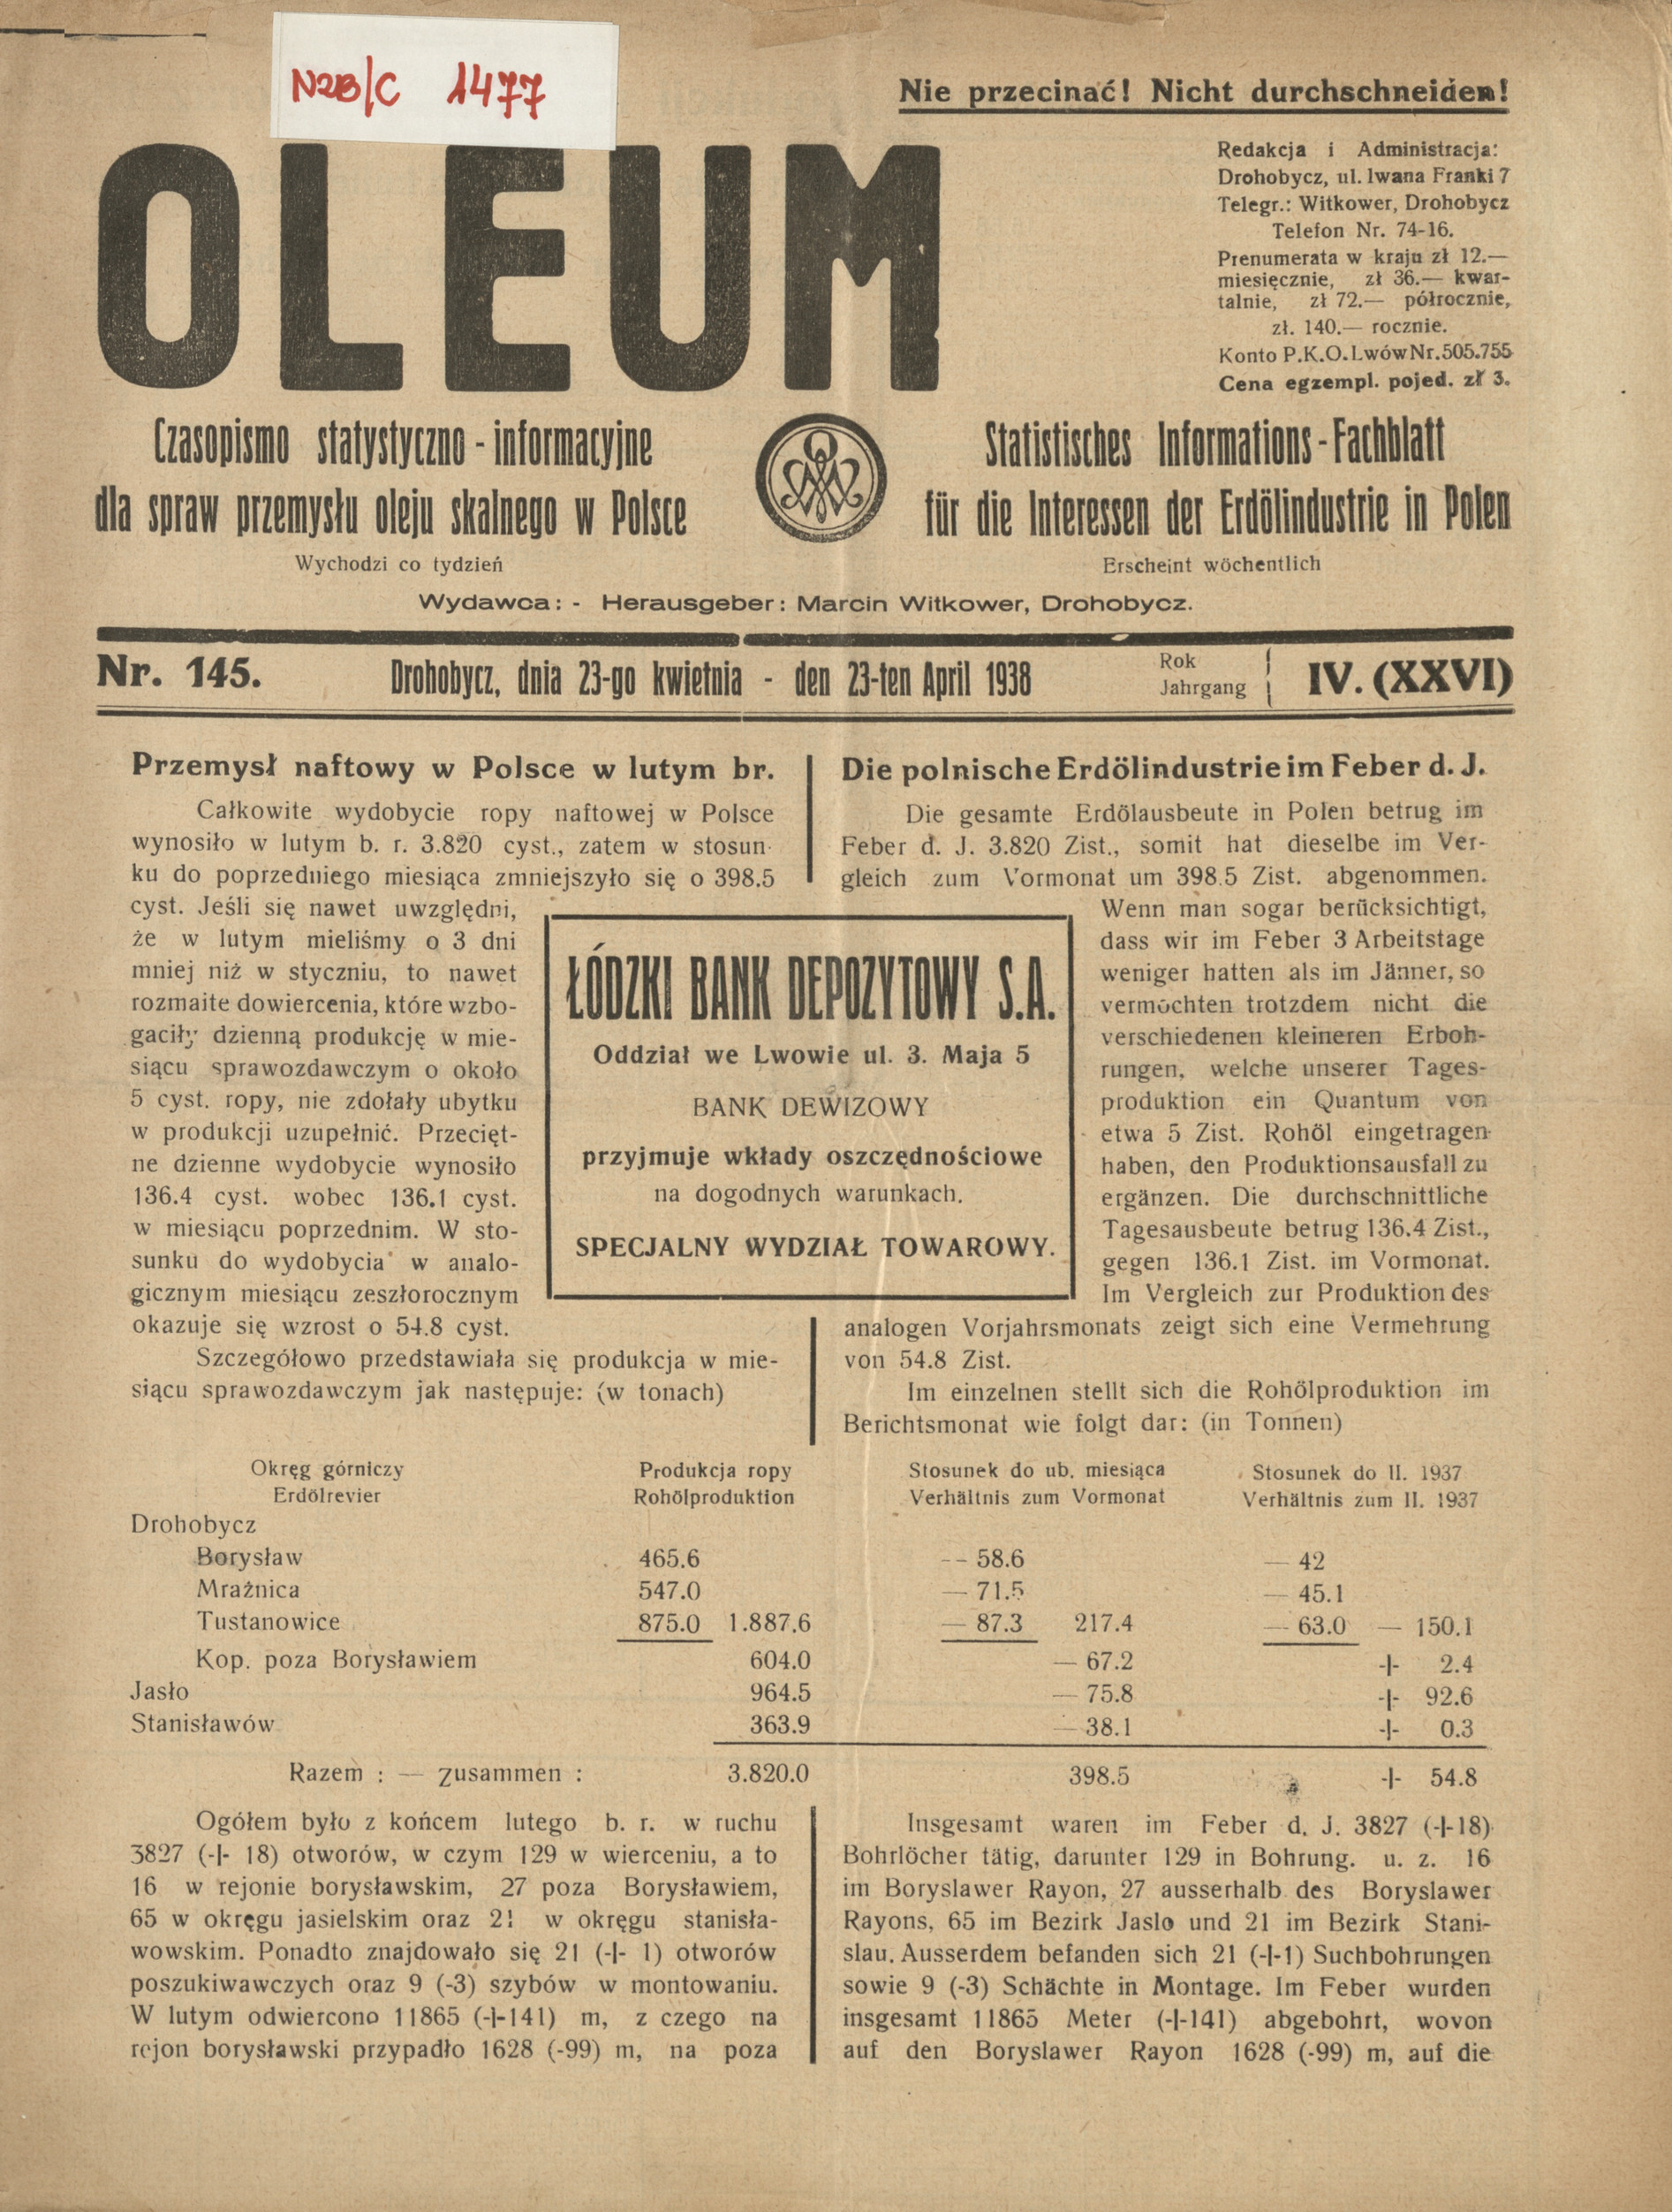 N2B/C 1477
Nie przecinać! Nicht durchschneiden!
OLEUM
Redakcja i Administracja:
Drohobycz, ul. Iwana Franki 7
Telegr.: Witkower, Drohobycz
Telefon Nr. 74-16.
Prenumerata w kraju zł 12.—
miesięcznie, zł 36.— kwar-
talnie, zł 72.— półrocznie,
zł. 140.— rocznie.
Konto P.K.O. Lwów Nr. 505.755
Cena egzempl. pojed. zł 3.
Czasopismo statystyczno - informacyjne
dla spraw przemysłu oleju skalnego w Polsce
Wychodzi co tydzień
Statistisches Informations - Fachblatt
für die Interessen der Erdölindustrie in Polen
Erscheint wöchentlich
Wydawca: - Herausgeber: Marcin Witkower, Drohobycz.
Nr. 145.
Drohobycz, dnia 23-go kwietnia - den 23-ten April 1938
Rok
Jahrgang
IV. (XXVI)
Przemysł naftowy w Polsce w lutym br.
Całkowite wydobycie ropy naftowej w Polsce
wynosiło w lutym b. r. 3.820 cyst., zatem w stosun-
ku do poprzedniego miesiąca zmniejszyło się o 398.5
cyst. Jeśli się nawet uwzględni,
że w lutym mieliśmy o 3 dni
mniej niż w styczniu, to nawet
rozmaite dowiercenia, które wzbo-
gaciły dzienną produkcję w mie-
siącu sprawozdawczym o około
5 cyst. ropy, nie zdołały ubytku
w produkcji uzupełnić. Przecięt-
ne dzienne wydobycie wynosiło
136.4 cyst. wobec 136.1 cyst.
w miesiącu poprzednim. W sto-
sunku do wydobycia w analo-
gicznym miesiącu zeszłorocznym
okazuje się wzrost o 54.8 cyst.
Szczegółowo przedstawiała się produkcja w mie-
siącu sprawozdawczym jak następuje: (w tonach)
ŁÓDZKI BANK DEPOZYTOWY S.A.
Oddział we Lwowie ul. 3. Maja 5
BANK DEWIZOWY
przyjmuje wkłady oszczędnościowe
na dogodnych warunkach.
SPECJALNY WYDZIAŁ TOWAROWY.
Die polnische Erdölindustrie im Feber d. J.
Die gesamte Erdölausbeute in Polen betrug im
Feber d. J. 3.820 Zist., somit hat dieselbe im Ver-
gleich zum Vormonat um 398.5 Zist. abgenommen.
Wenn man sogar berücksichtigt,
dass wir im Feber 3 Arbeitstage
weniger hatten als im Jänner, so
vermochten trotzdem nicht die
verschiedenen kleineren Erboh-
rungen, welche unserer Tages-
produktion ein Quantum von
etwa 5 Zist. Rohöl eingetragen
haben, den Produktionsausfall zu
ergänzen. Die durchschnittliche
Tagesausbeute betrug 136.4 Zist.,
gegen 136.1 Zist. im Vormonat.
Im Vergleich zur Produktion des
analogen Vorjahrsmonats zeigt sich eine Vermehrung
von 54.8 Zist.
Im einzelnen stellt sich die Rohölproduktion im
Berichtsmonat wie folgt dar: (in Tonnen)
Okręg górniczy Produkcja ropy Stosunek do ub. miesiąca Stosunek do II. 1937
Erdölrevier Rohölproduktion Verhältnis zum Vormonat Verhältnis zum II. 1937
Drohobycz
Borysław 465.6 -- 58.6 — 42
Mrażnica 547.0 — 71.5 — 45.1
Tustanowice 875.0 1.887.6 — 87.3 217.4 — 63.0 — 150.1
Kop. poza Borysławiem 604.0 — 67.2 -|- 2.4
Jasło 964.5 — 75.8 -|- 92.6
Stanisławów 363.9 — 38.1 -|- 0.3
Razem : — zusammen : 3.820.0 398.5 -|- 54.8
Ogółem było z końcem lutego b. r. w ruchu
3827 (-|- 18) otworów, w czym 129 w wierceniu, a to
16 w rejonie borysławskim, 27 poza Borysławiem,
65 w okręgu jasielskim oraz 2! w okręgu stanisła-
wowskim. Ponadto znajdowało się 21 (-|- 1) otworów
poszukiwawczych oraz 9 (-3) szybów w montowaniu.
W lutym odwiercono 11865 (-|-141) m, z czego na
rejon borysławski przypadło 1628 (-99) m, na poza
Insgesamt waren im Feber d. J. 3827 (-|-18)
Bohrlöcher tätig, darunter 129 in Bohrung. u. z. 16
im Boryslawer Rayon, 27 ausserhalb des Boryslawer
Rayons, 65 im Bezirk Jaslo und 21 im Bezirk Stani-
slau. Ausserdem befanden sich 21 (-|-1) Suchbohrungen
sowie 9 (-3) Schächte in Montage. Im Feber wurden
insgesamt 11865 Meter (-|-141) abgebohrt, wovon
auf den Boryslawer Rayon 1628 (-99) m, auf die